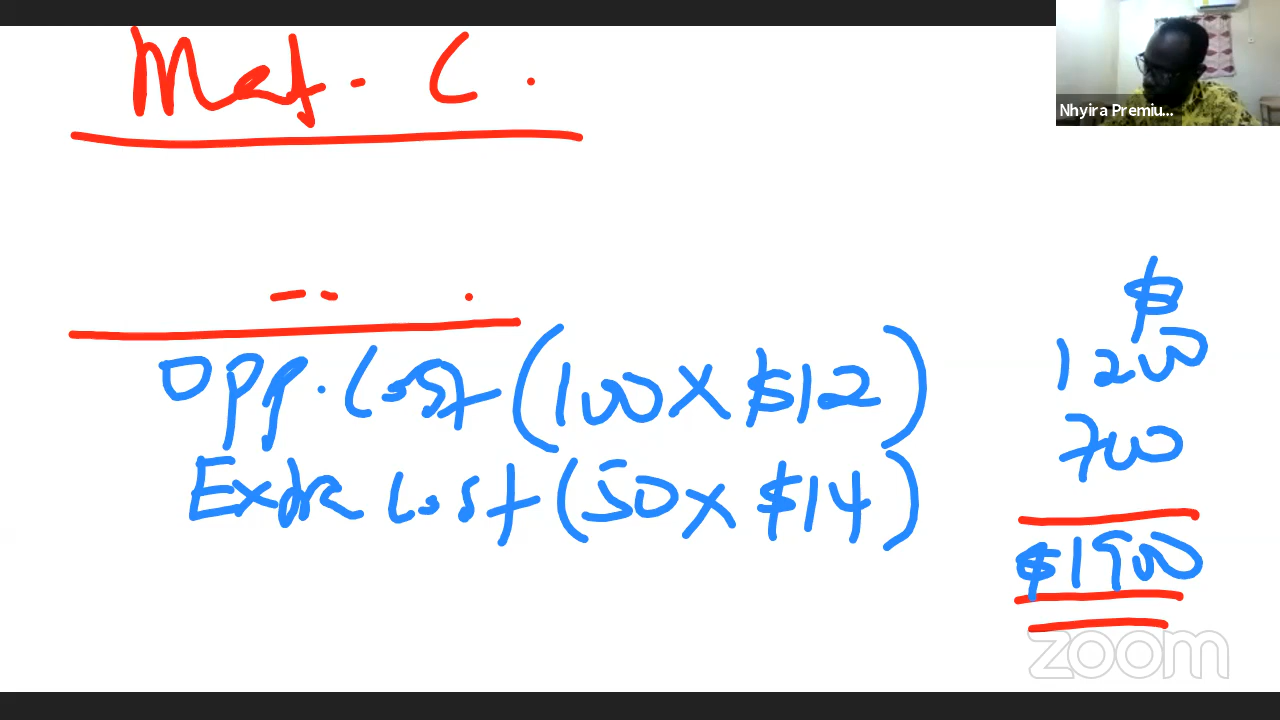 Mat. C.
Nhyira Premiu...
$
Opp. Cost (100 X $12) 1200
Extra Cost (50 X $14) 700
$1900
zoom